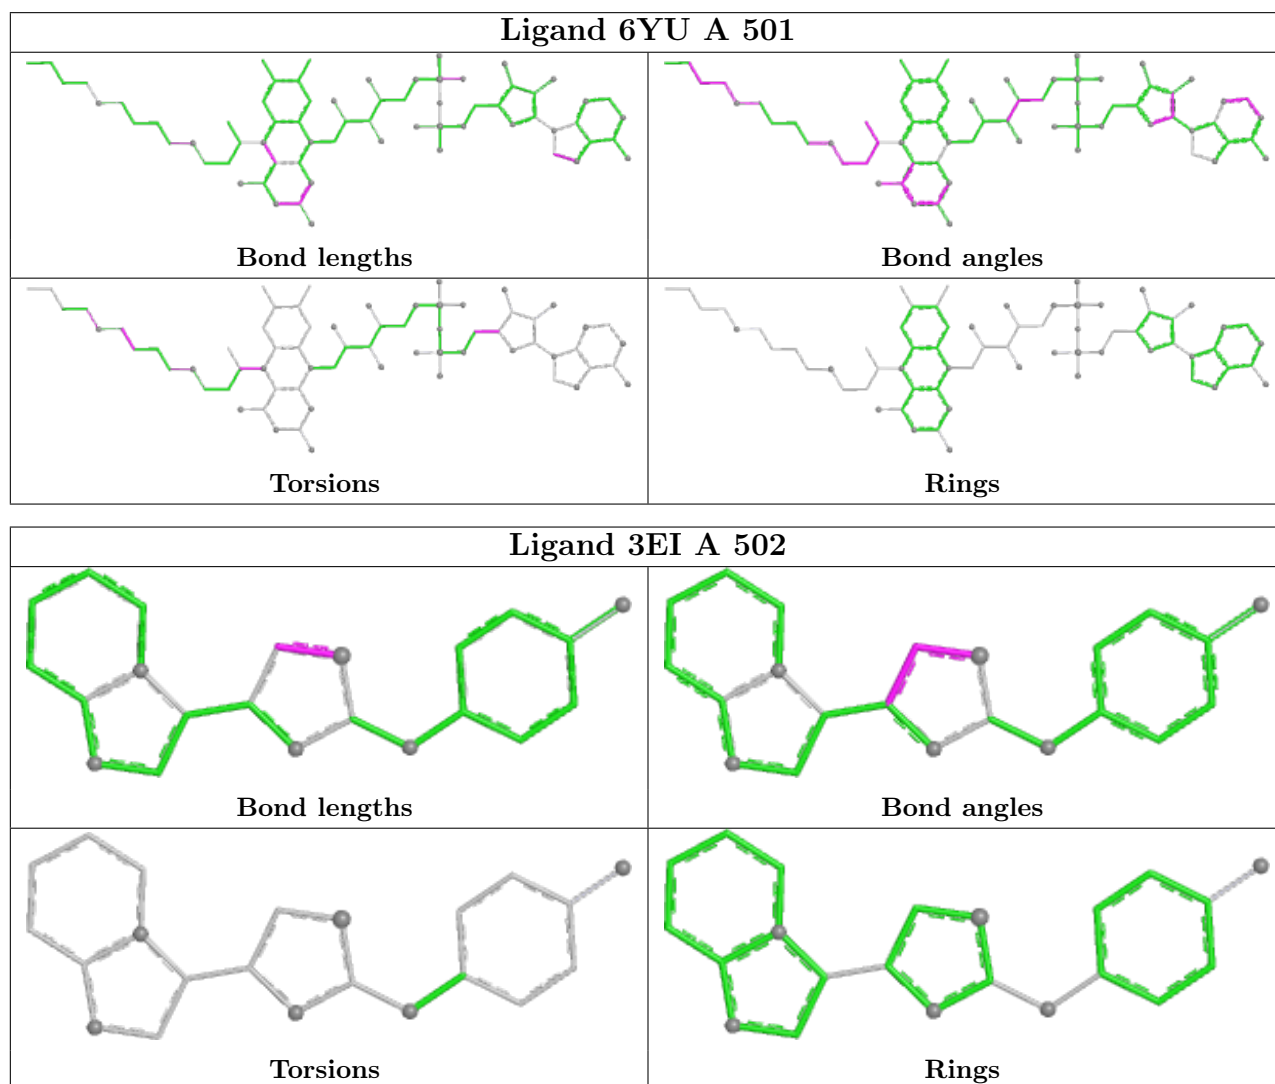 Ligand 6YU A 501
Bond lengths
Bond angles
Torsions
Rings
Ligand 3EI A 502
Bond lengths
Bond angles
Torsions
Rings